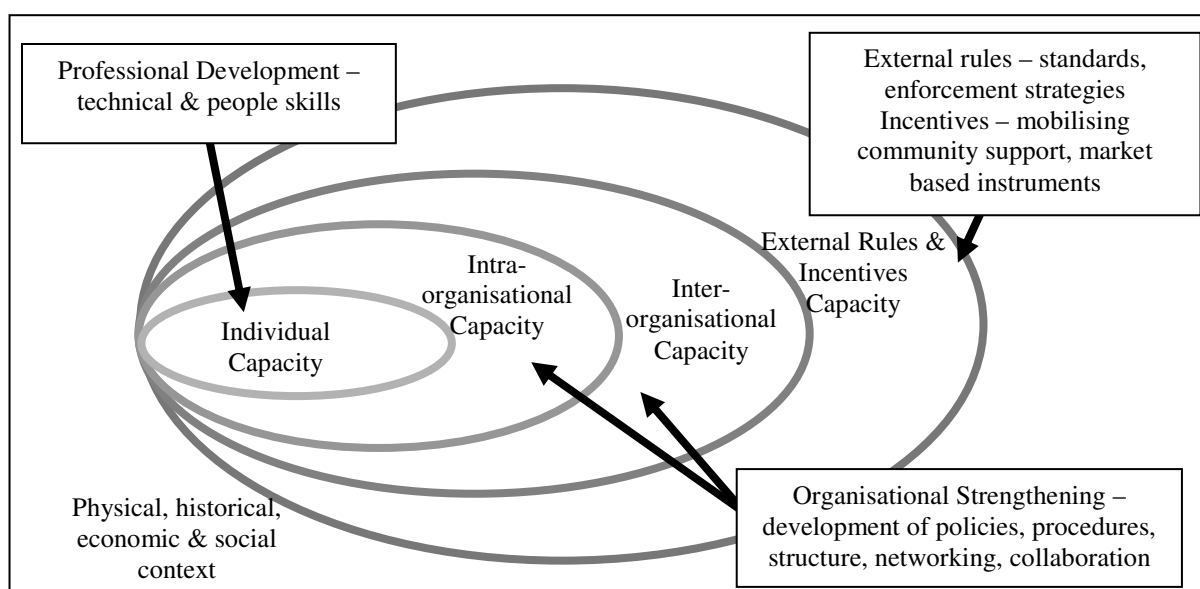 Professional Development –
technical & people skills
External rules – standards,
enforcement strategies
Incentives – mobilising
community support, market
based instruments
Individual
Capacity
Intra-
organisational
Capacity
Inter-
organisational
Capacity
External Rules &
Incentives
Capacity
Physical, historical,
economic & social
context
Organisational Strengthening –
development of policies, procedures,
structure, networking, collaboration